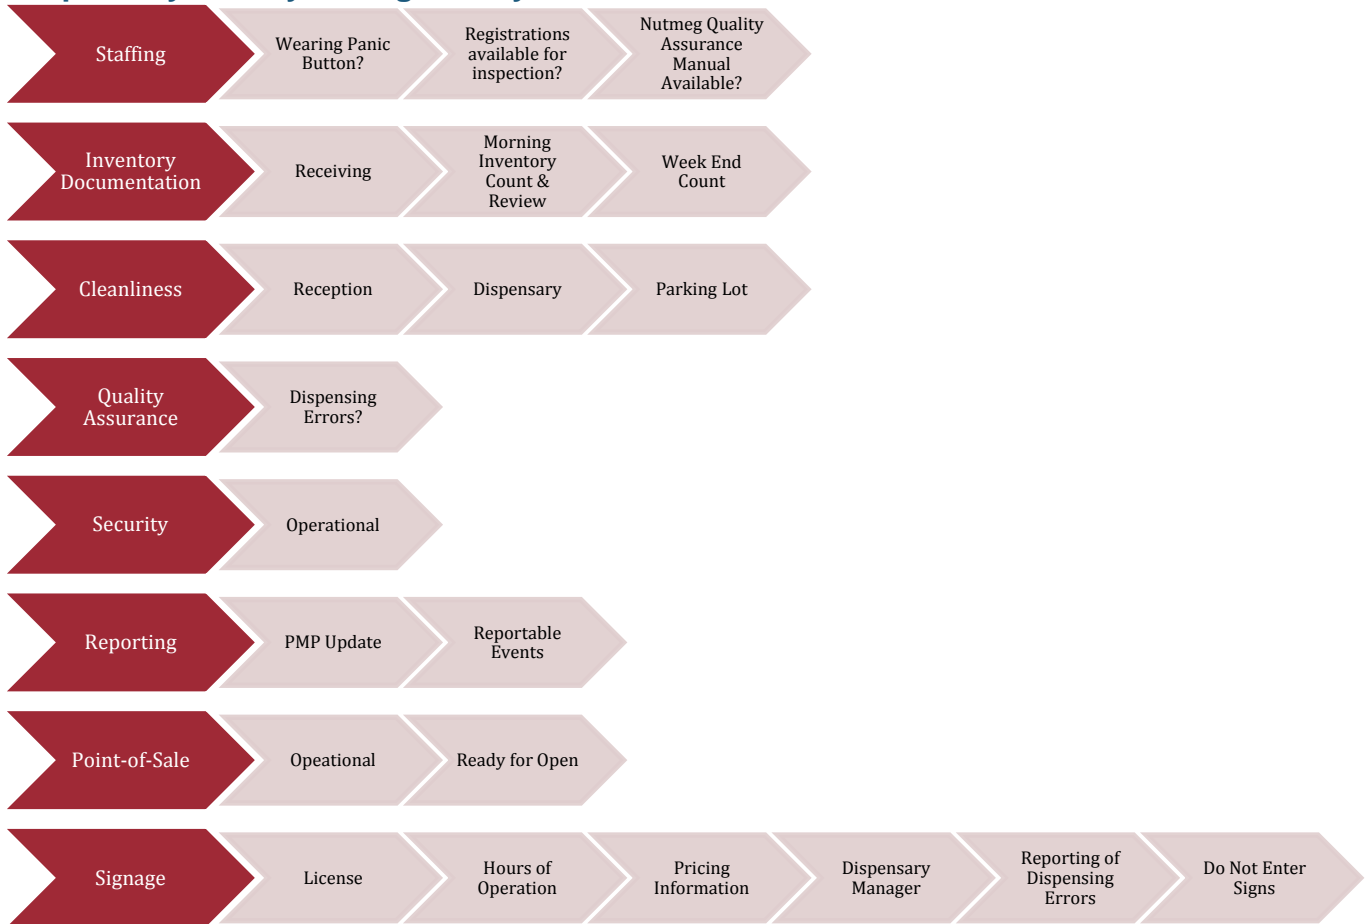 Staffing
Wearing Panic
Button?
Registrations
available for
inspection?
Nutmeg Quality
Assurance
Manual
Available?
Inventory
Documentation
Receiving
Morning
Inventory
Count &
Review
Week End
Count
Cleanliness
Reception
Dispensary
Parking Lot
Quality
Assurance
Dispensing
Errors?
Security
Operational
Reporting
PMP Update
Reportable
Events
Point-of-Sale
Opeational
Ready for Open
Signage
License
Hours of
Operation
Pricing
Information
Dispensary
Manager
Reporting of
Dispensing
Errors
Do Not Enter
Signs